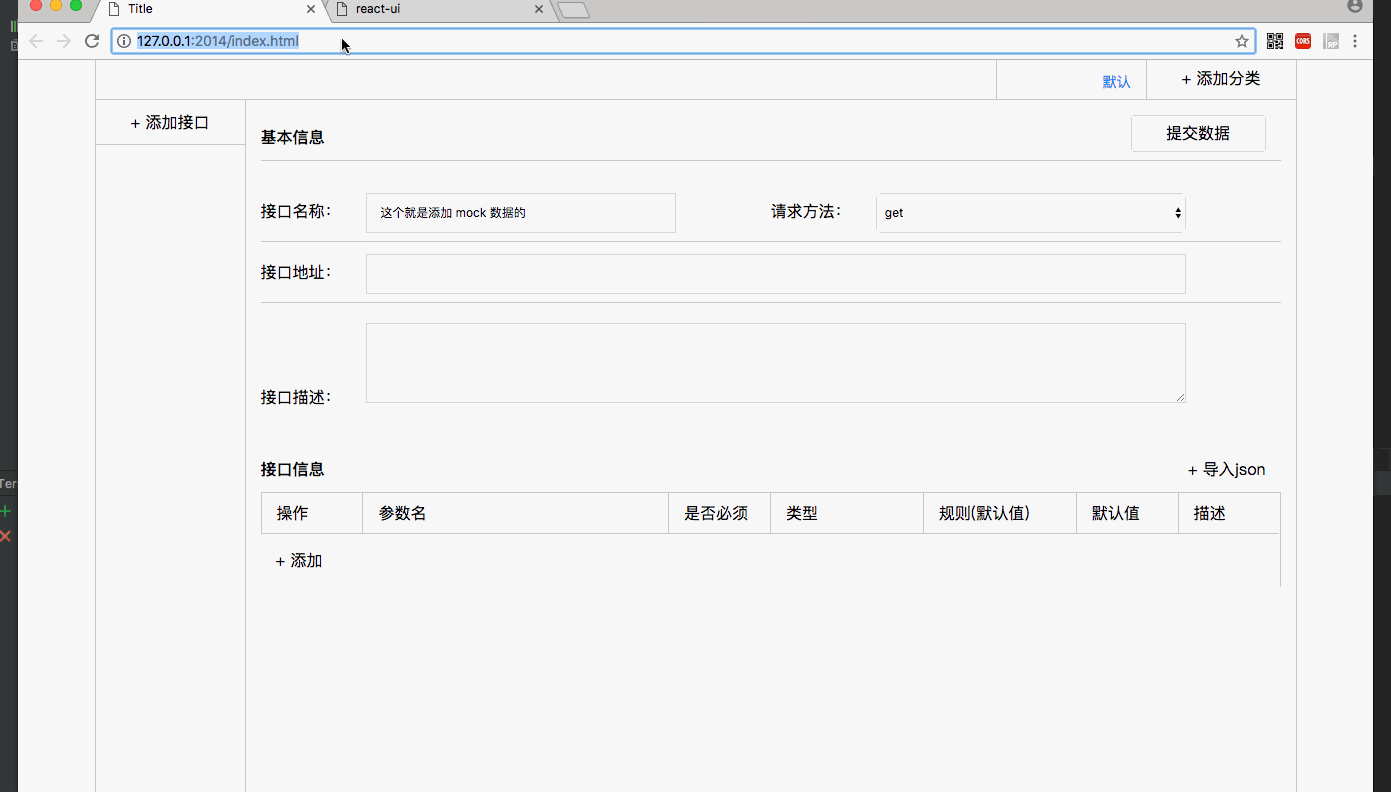 Title
react-ui
127.0.0.1:2014/index.html
默认
+ 添加分类
+ 添加接口
基本信息
提交数据
接口名称：
这个就是添加 mock 数据的
请求方法：
get
接口地址：
接口描述：
接口信息
+ 导入json
操作
参数名
是否必须
类型
规则(默认值)
默认值
描述
+ 添加
Ter
CORS
RP